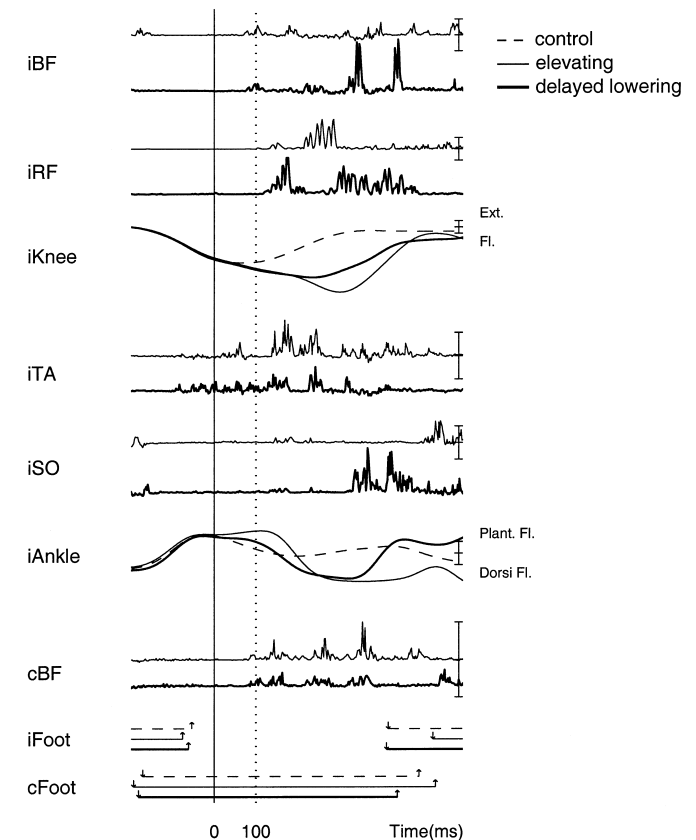 control
elevating
delayed lowering
iBF
iRF
Ext.
Fl.
iKnee
iTA
iSO
Plant. Fl.
iAnkle
Dorsi Fl.
cBF
iFoot
cFoot
0 100 Time(ms)